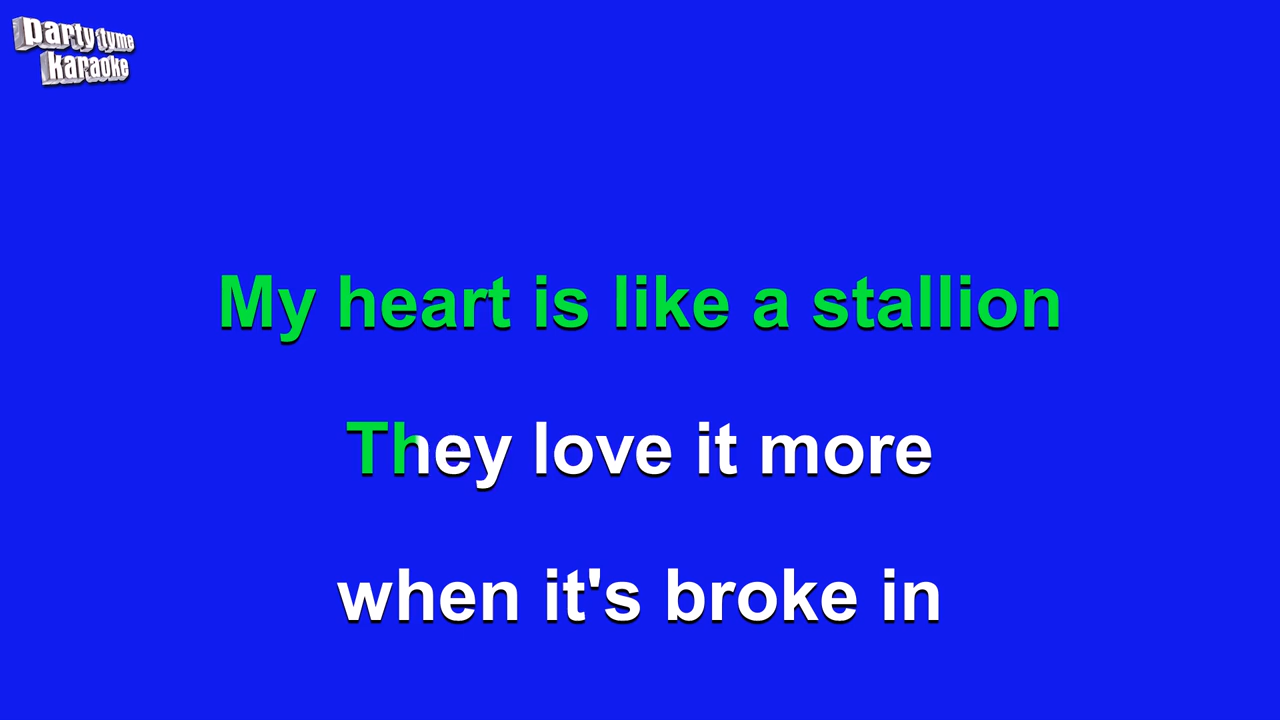 party tyme
karaoke
My heart is like a stallion
They love it more
when it's broke in